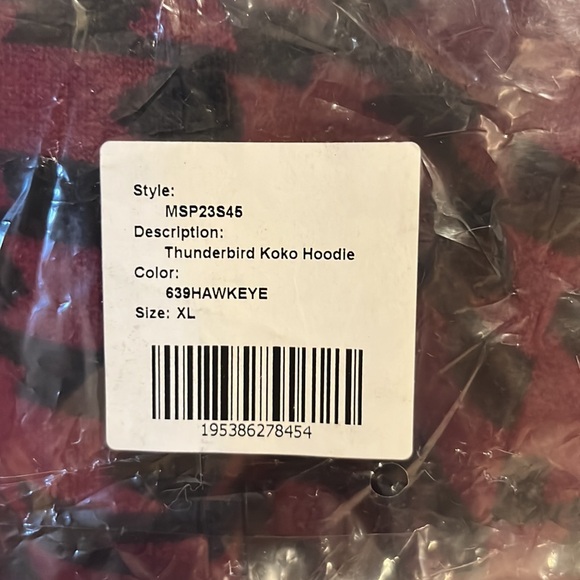 Style:
MSP23S45
Description:
Thunderbird Koko Hoodie
Color:
639HAWKEYE
Size: XL
195386278454